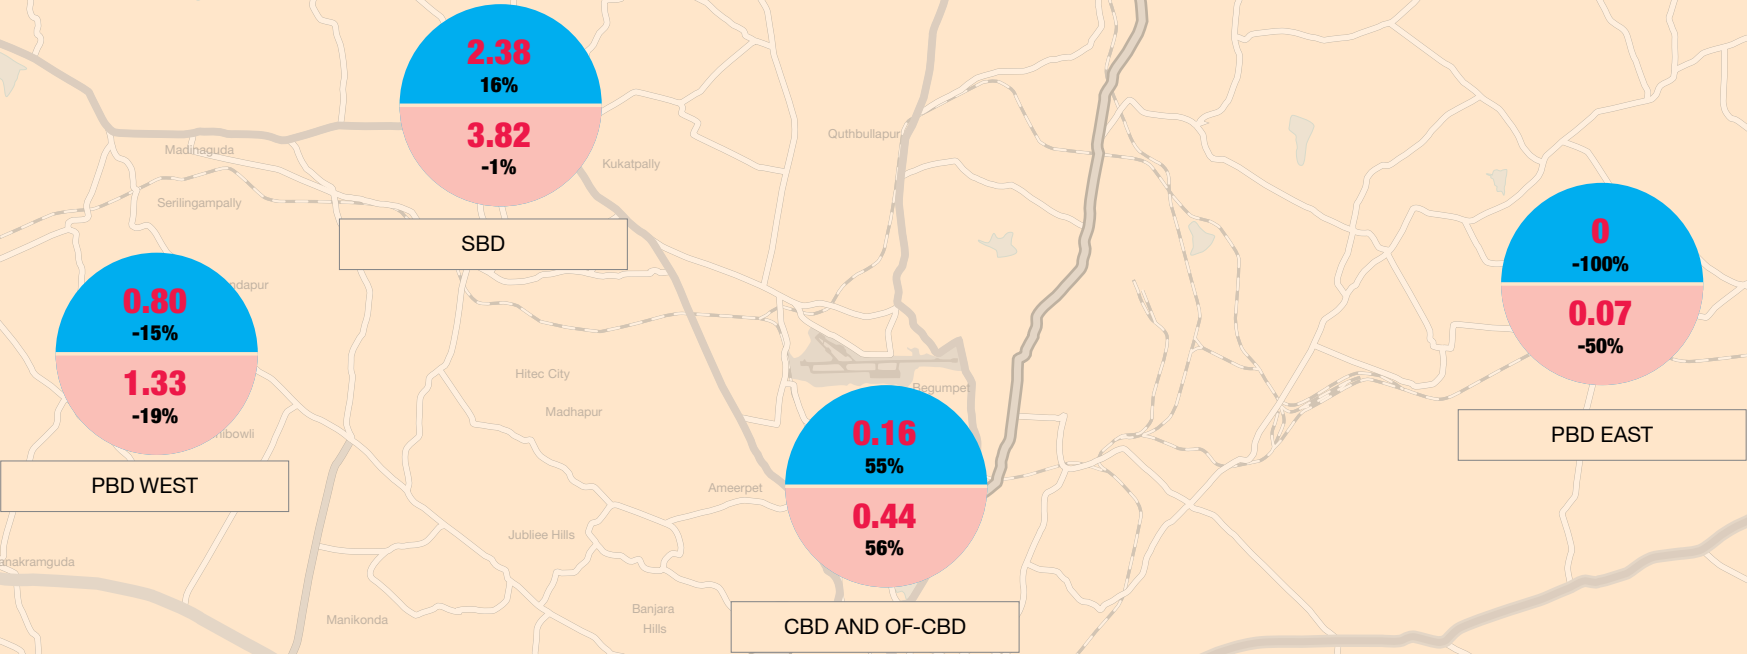 2.38
16%
3.82
-1%
SBD
Madinaguda
Serilingampally
Kukatpally
Quthbullapur
0
-100%
0.07
-50%
PBD EAST
0.80
-15%
1.33
-19%
PBD WEST
Hitec City
Madhapur
Begumpet
0.16
55%
0.44
56%
CBD AND OF-CBD
Ameerpet
Jubliee Hills
Manikonda
Banjara
Hills